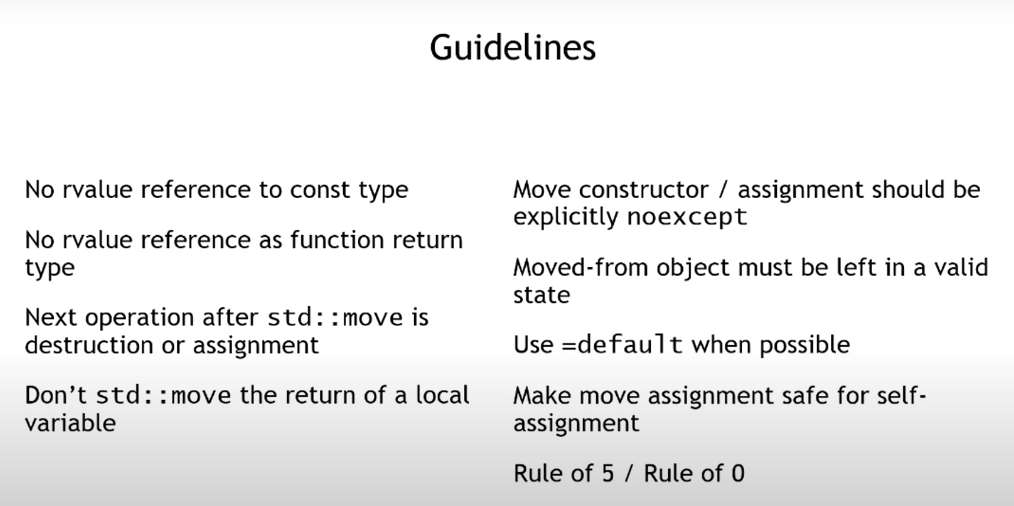 Guidelines
No rvalue reference to const type
No rvalue reference as function return
type
Next operation after std::move is
destruction or assignment
Don’t std::move the return of a local
variable
Move constructor / assignment should be
explicitly noexcept
Moved-from object must be left in a valid
state
Use =default when possible
Make move assignment safe for self-
assignment
Rule of 5 / Rule of 0